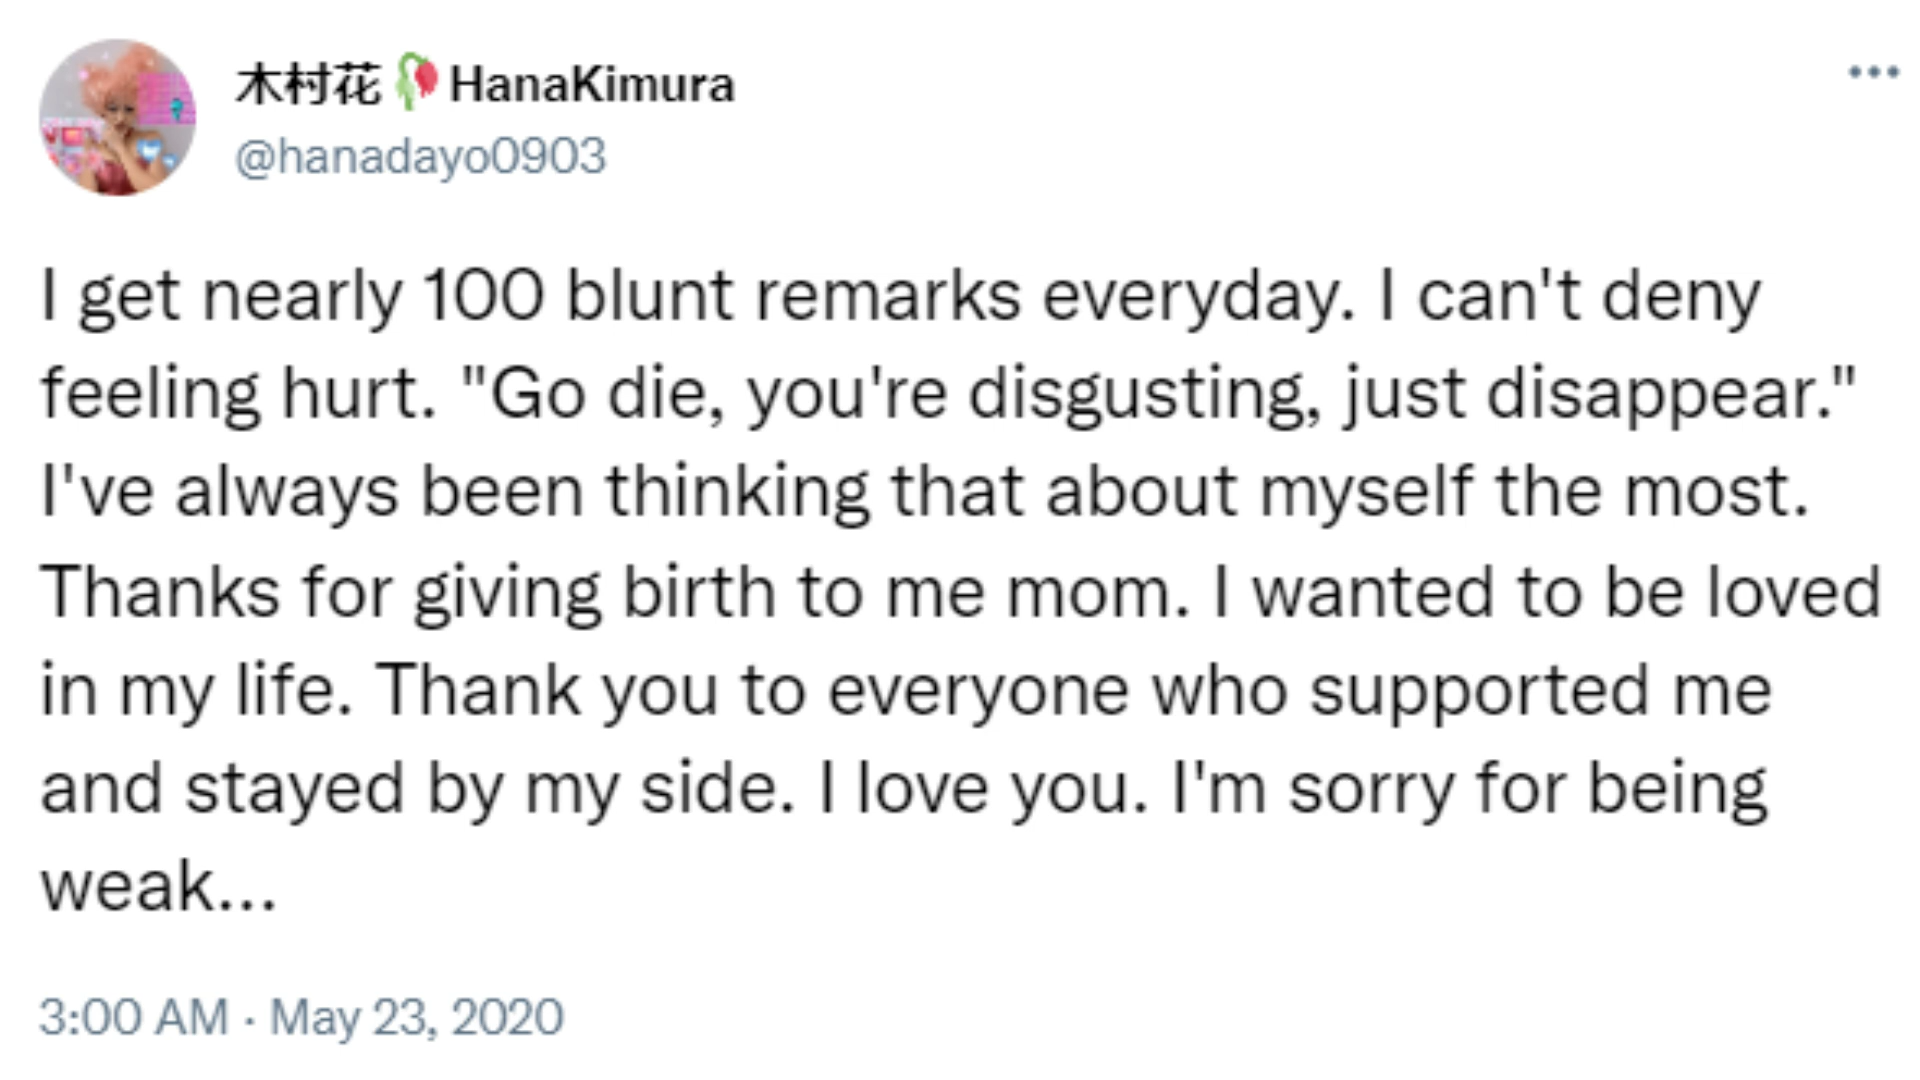 木村花🥀HanaKimura
@hanadayo0903
I get nearly 100 blunt remarks everyday. I can't deny
feeling hurt. "Go die, you're disgusting, just disappear."
I've always been thinking that about myself the most.
Thanks for giving birth to me mom. I wanted to be loved
in my life. Thank you to everyone who supported me
and stayed by my side. I love you. I'm sorry for being
weak...
3:00 AM · May 23, 2020